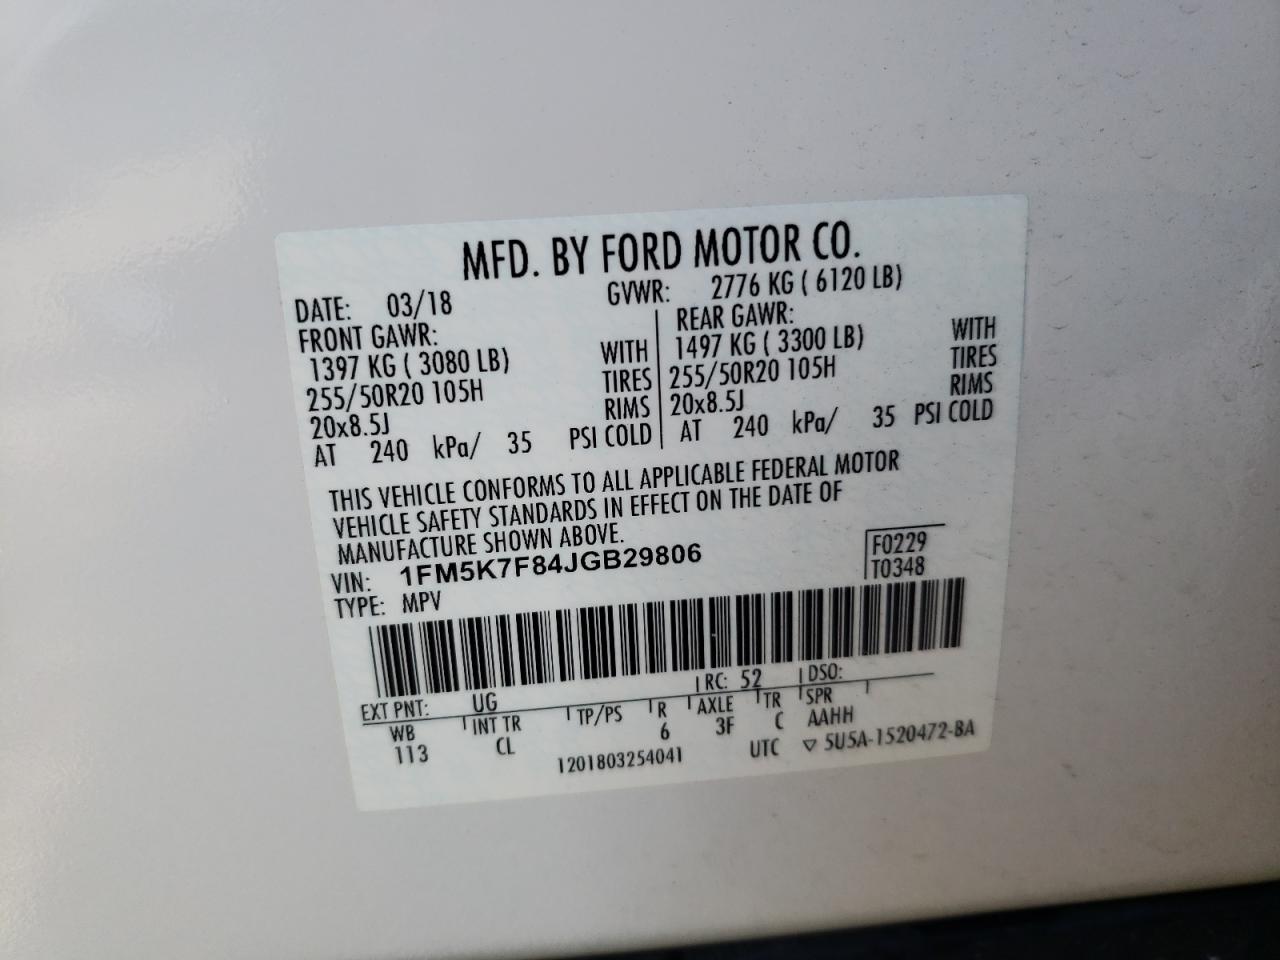 MFD. BY FORD MOTOR CO.
DATE: 03/18 GVWR: 2776 KG ( 6120 LB)
FRONT GAWR: REAR GAWR:
1397 KG ( 3080 LB) WITH 1497 KG ( 3300 LB) WITH
255/50R20 105H TIRES 255/50R20 105H TIRES
20x8.5J RIMS 20x8.5J RIMS
AT 240 kPa/ 35 PSI COLD AT 240 kPa/ 35 PSI COLD
THIS VEHICLE CONFORMS TO ALL APPLICABLE FEDERAL MOTOR
VEHICLE SAFETY STANDARDS IN EFFECT ON THE DATE OF
MANUFACTURE SHOWN ABOVE.
VIN: 1FM5K7F84JGB29806 F0229
TYPE: MPV T0348
EXT PNT: UG RC: 52 DSO:
WB INT TR TP/PS R AXLE TR SPR
113 CL 6 3F C AAHH
1201803254041 UTC ▽ 5U5A-1520472-BA